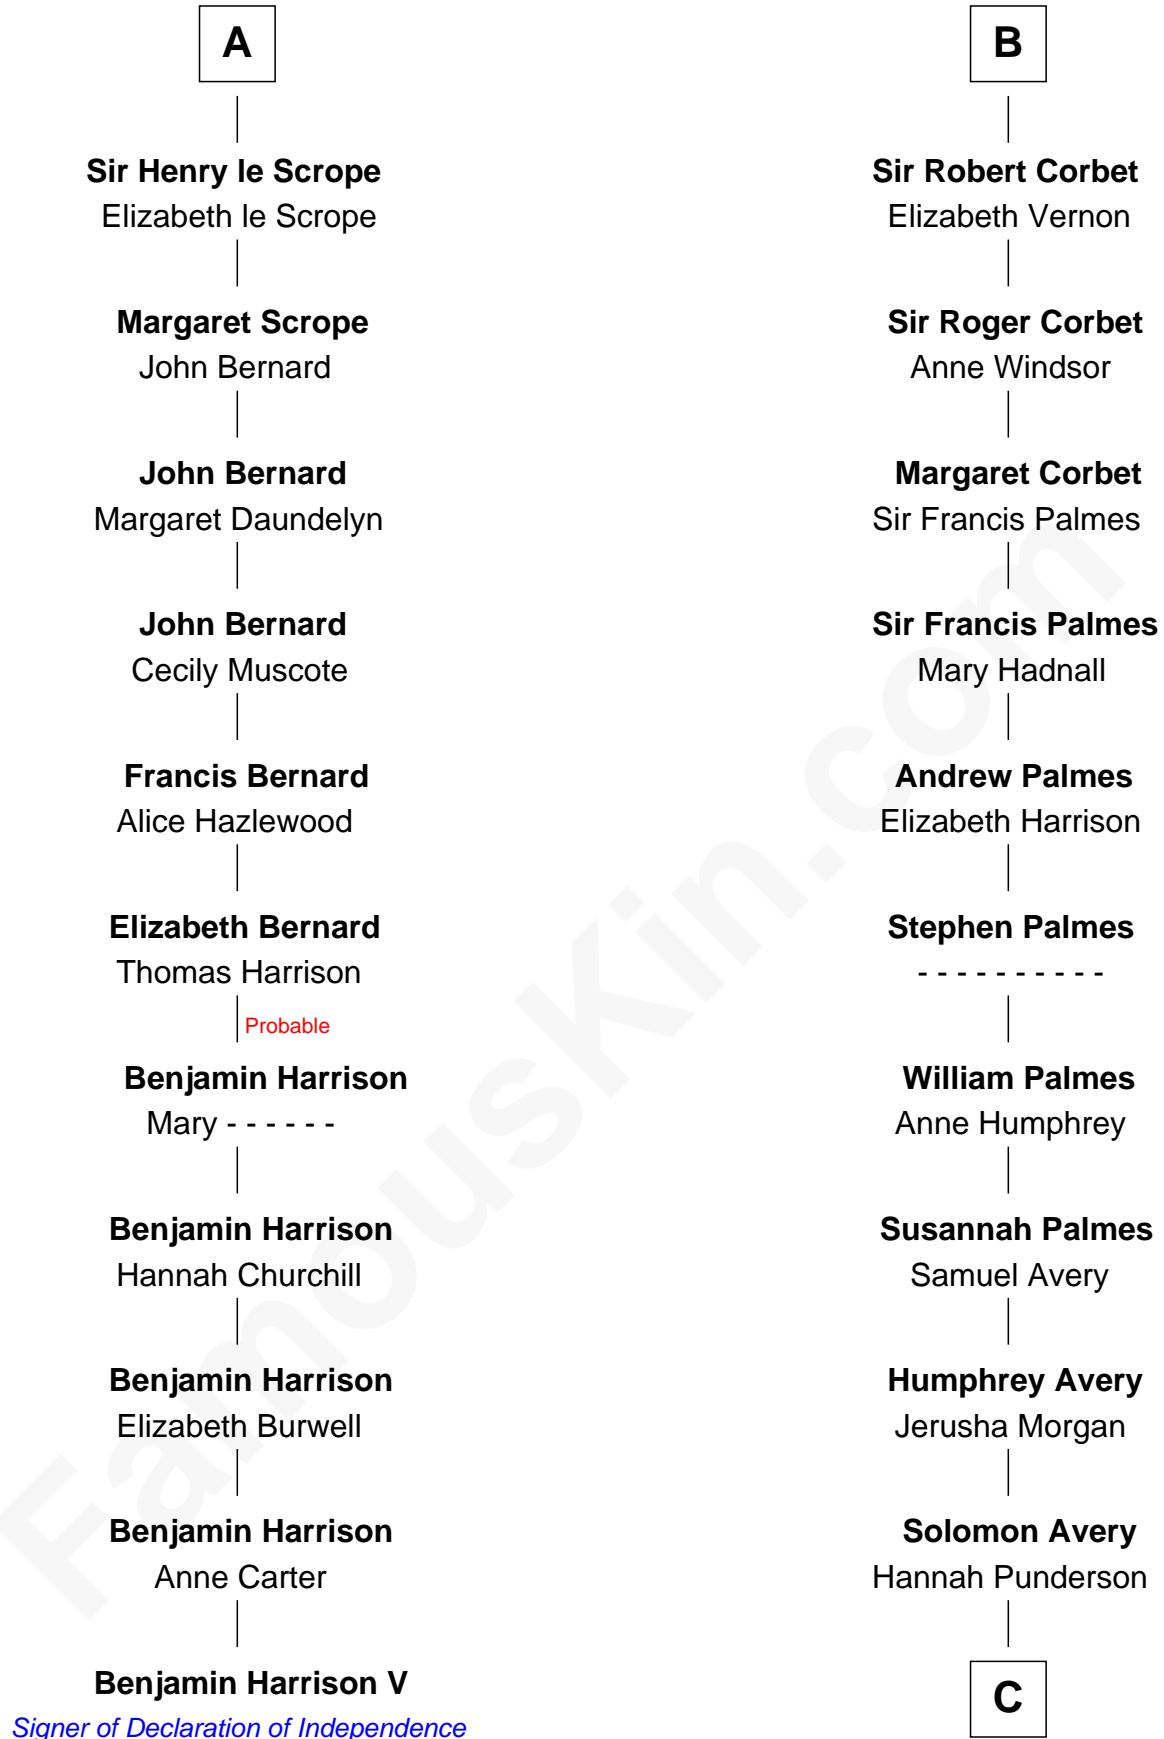 A
Sir Henry le Scrope
Elizabeth le Scrope
Margaret Scrope
John Bernard
John Bernard
Margaret Daundelyn
John Bernard
Cecily Muscote
Francis Bernard
Alice Hazlewood
Elizabeth Bernard
Thomas Harrison
Probable
Benjamin Harrison
Mary - - - - - -
Benjamin Harrison
Hannah Churchill
Benjamin Harrison
Elizabeth Burwell
Benjamin Harrison
Anne Carter
Benjamin Harrison V
Signer of Declaration of Independence
B
Sir Robert Corbet
Elizabeth Vernon
Sir Roger Corbet
Anne Windsor
Margaret Corbet
Sir Francis Palmes
Sir Francis Palmes
Mary Hadnall
Andrew Palmes
Elizabeth Harrison
Stephen Palmes
- - - - - - - - - -
William Palmes
Anne Humphrey
Susannah Palmes
Samuel Avery
Humphrey Avery
Jerusha Morgan
Solomon Avery
Hannah Punderson
C
FamousKin.com